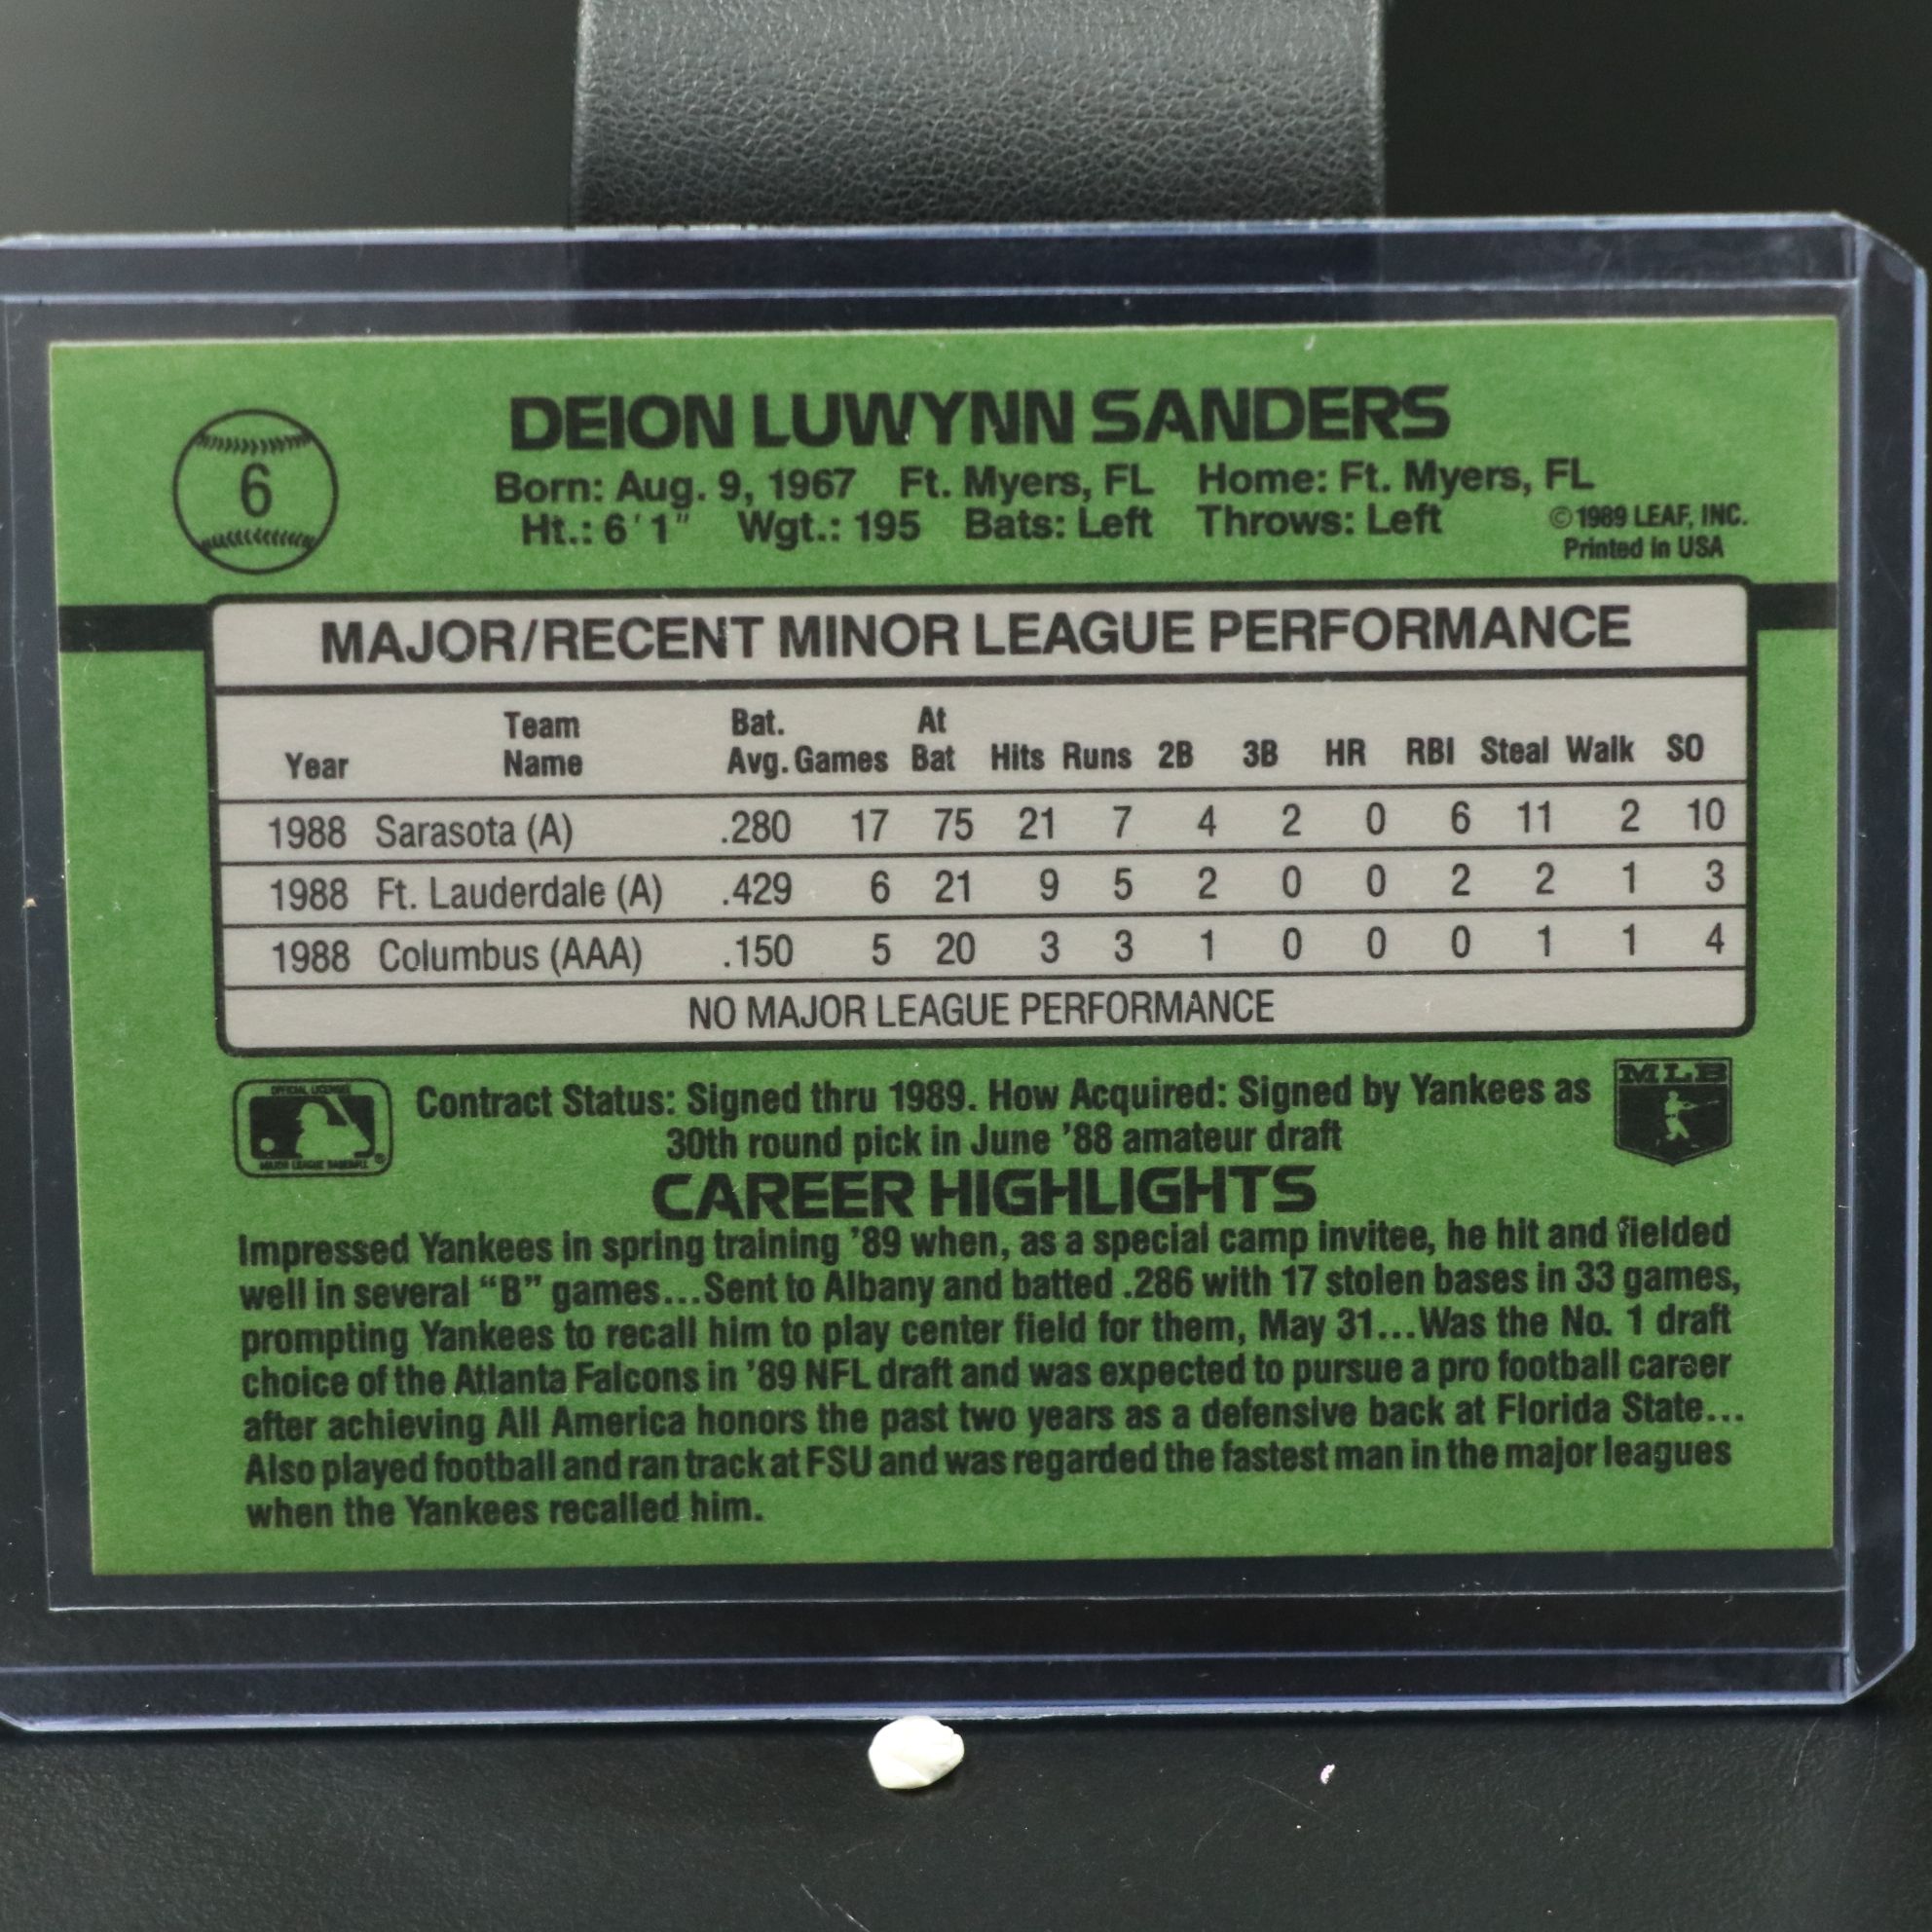 6
DEION LUWYNN SANDERS
Born: Aug. 9, 1967 Ft. Myers, FL Home: Ft. Myers, FL
Ht.: 6'1" Wgt.: 195 Bats: Left Throws: Left
©1989 LEAF, INC.
Printed in USA
MAJOR/RECENT MINOR LEAGUE PERFORMANCE
Year Team Name Bat. Avg. Games At Bat Hits Runs 2B 3B HR RBI Steal Walk SO
1988 Sarasota (A) .280 17 75 21 7 4 2 0 6 11 2 10
1988 Ft. Lauderdale (A) .429 6 21 9 5 2 0 0 2 2 1 3
1988 Columbus (AAA) .150 5 20 3 3 1 0 0 0 1 1 4
NO MAJOR LEAGUE PERFORMANCE
OFFICIAL LICENSEE
MAJOR LEAGUE BASEBALL®
Contract Status: Signed thru 1989. How Acquired: Signed by Yankees as
30th round pick in June '88 amateur draft
MLB
CAREER HIGHLIGHTS
Impressed Yankees in spring training '89 when, as a special camp invitee, he hit and fielded
well in several “B” games...Sent to Albany and batted .286 with 17 stolen bases in 33 games,
prompting Yankees to recall him to play center field for them, May 31...Was the No. 1 draft
choice of the Atlanta Falcons in '89 NFL draft and was expected to pursue a pro football career
after achieving All America honors the past two years as a defensive back at Florida State...
Also played football and ran track at FSU and was regarded the fastest man in the major leagues
when the Yankees recalled him.